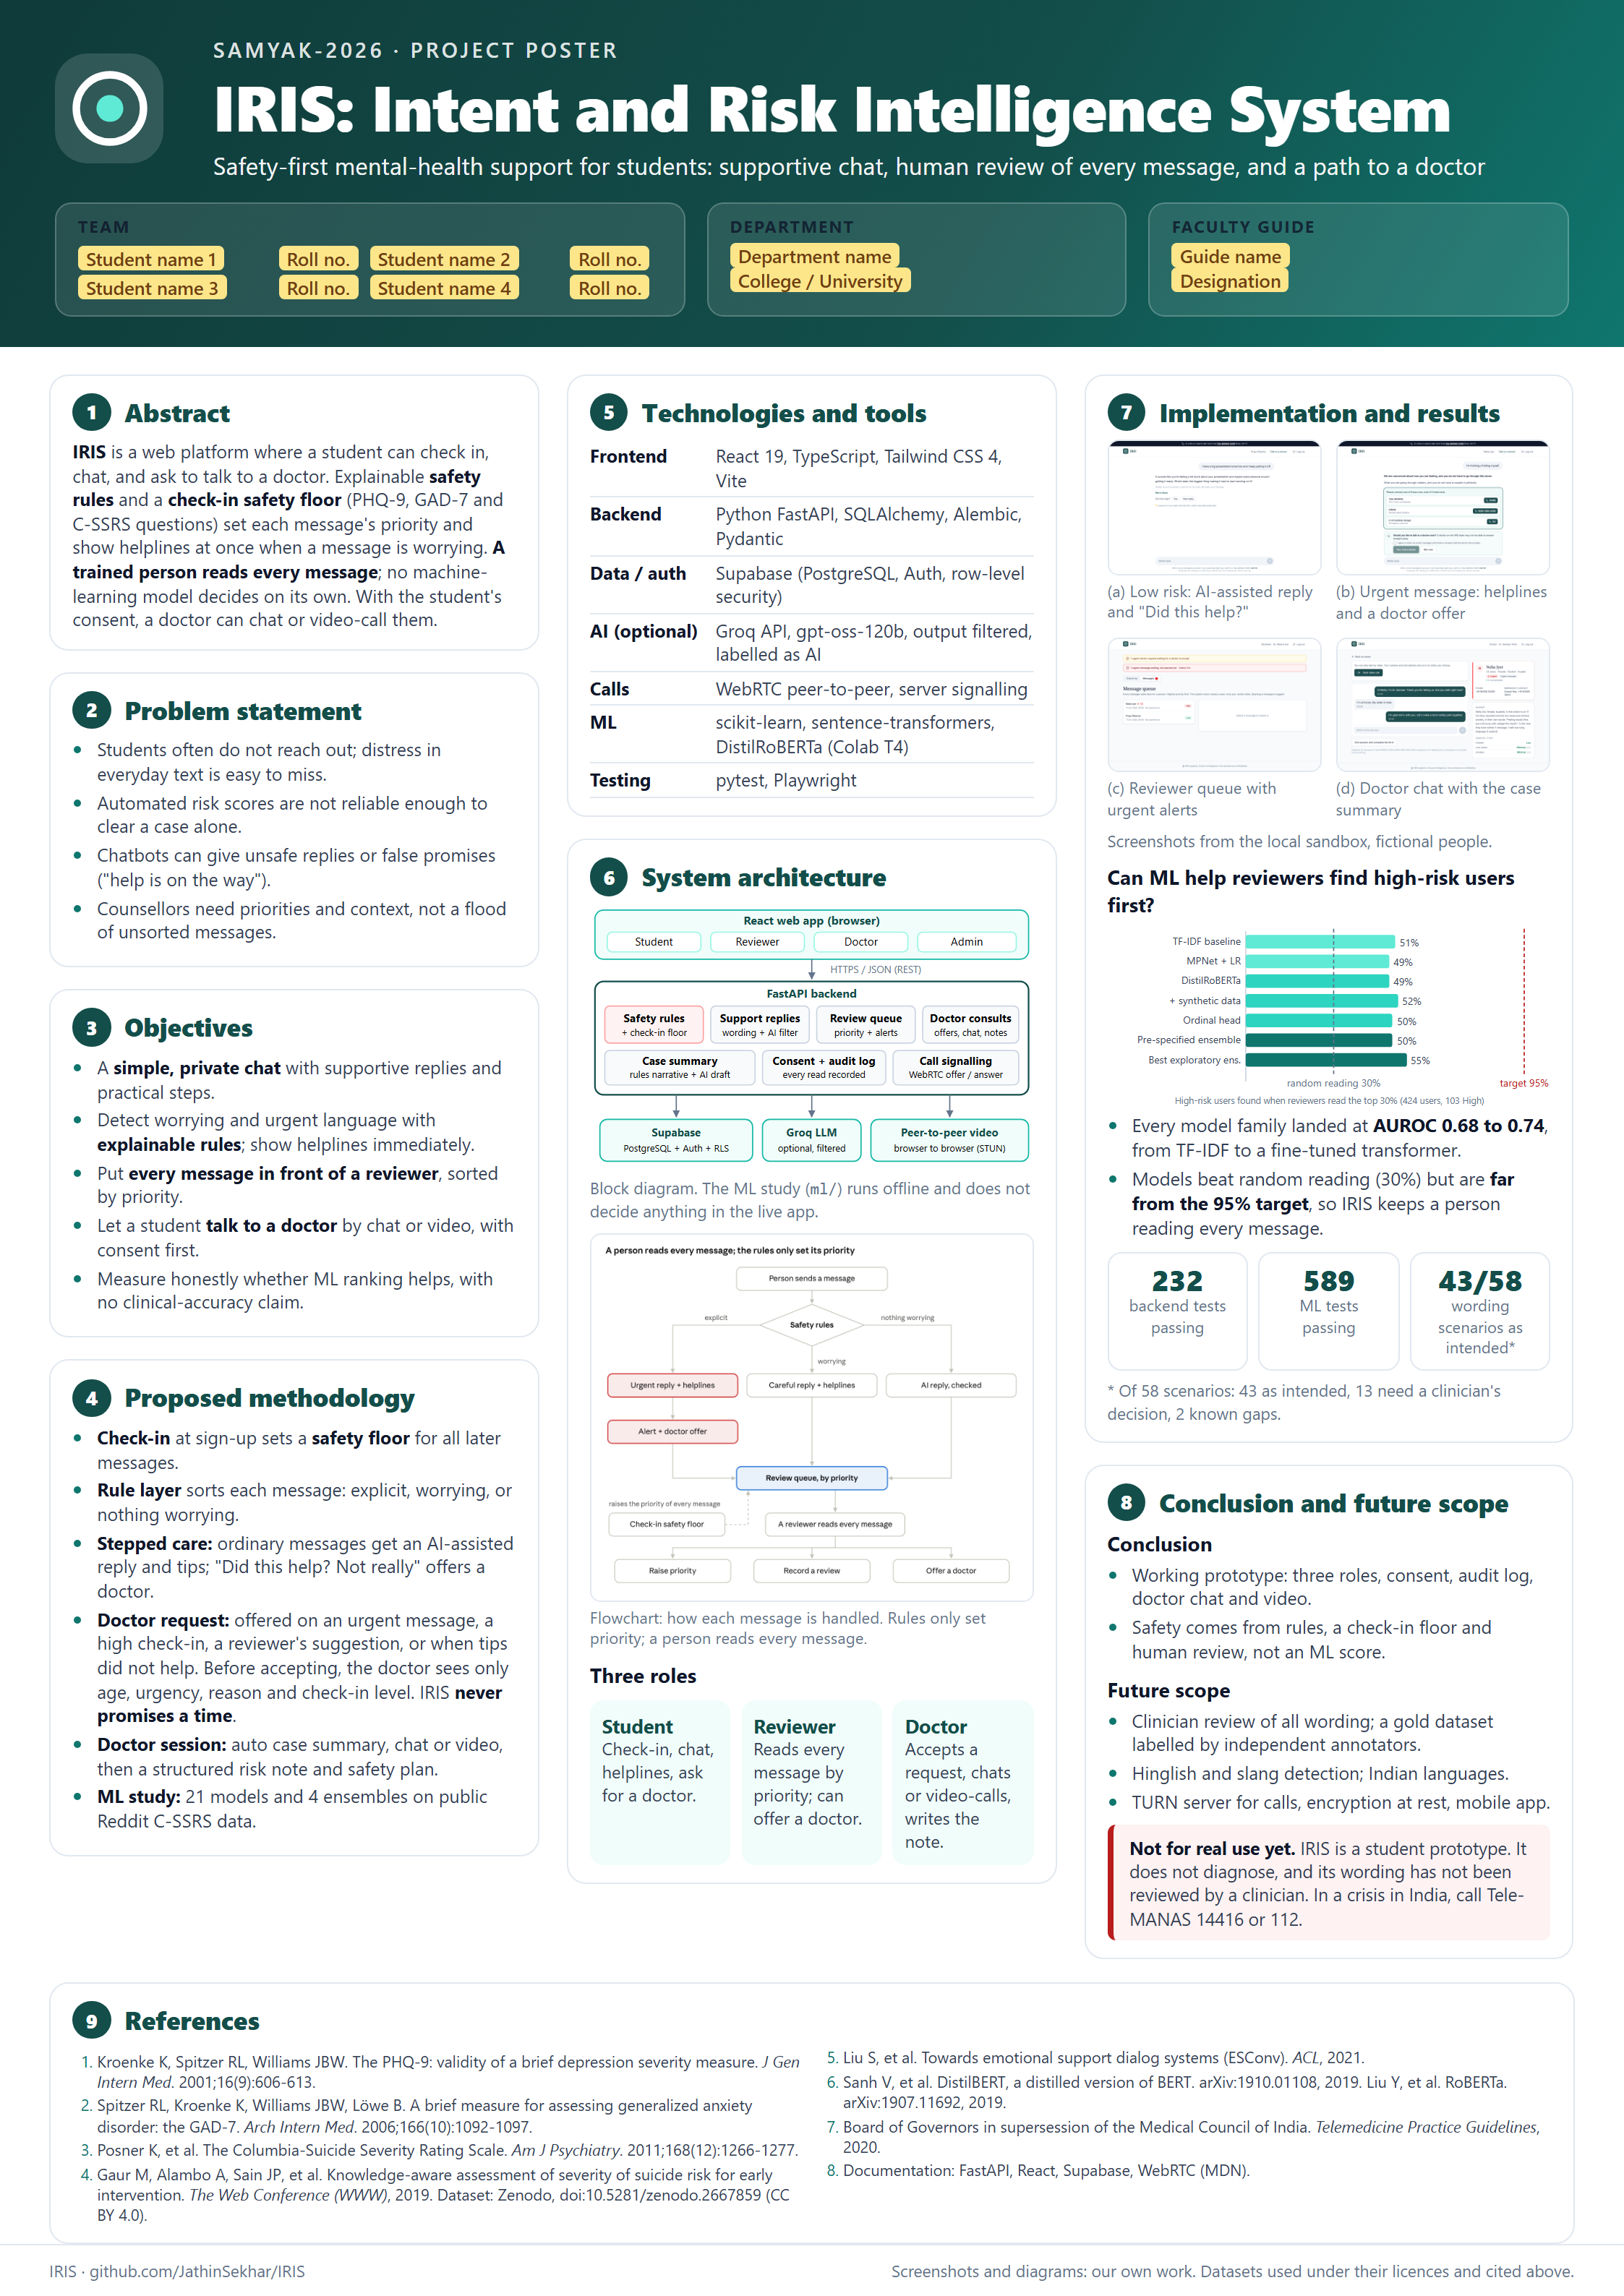 SAMYAK-2026 · PROJECT POSTER
IRIS: Intent and Risk Intelligence System
Safety-first mental-health support for students: supportive chat, human review of every message, and a path to a doctor
TEAM
Student name 1 Roll no. Student name 2 Roll no.
Student name 3 Roll no. Student name 4 Roll no.
DEPARTMENT
Department name
College / University
FACULTY GUIDE
Guide name
Designation
1 Abstract
IRIS is a web platform where a student can check in,
chat, and ask to talk to a doctor. Explainable safety
rules and a check-in safety floor (PHQ-9, GAD-7 and
C-SSRS questions) set each message's priority and
show helplines at once when a message is worrying. A
trained person reads every message; no machine-
learning model decides on its own. With the student's
consent, a doctor can chat or video-call them.
2 Problem statement
• Students often do not reach out; distress in
everyday text is easy to miss.
• Automated risk scores are not reliable enough to
clear a case alone.
• Chatbots can give unsafe replies or false promises
("help is on the way").
• Counsellors need priorities and context, not a flood
of unsorted messages.
3 Objectives
• A simple, private chat with supportive replies and
practical steps.
• Detect worrying and urgent language with
explainable rules; show helplines immediately.
• Put every message in front of a reviewer, sorted
by priority.
• Let a student talk to a doctor by chat or video, with
consent first.
• Measure honestly whether ML ranking helps, with
no clinical-accuracy claim.
4 Proposed methodology
• Check-in at sign-up sets a safety floor for all later
messages.
• Rule layer sorts each message: explicit, worrying, or
nothing worrying.
• Stepped care: ordinary messages get an AI-assisted
reply and tips; "Did this help? Not really" offers a
doctor.
• Doctor request: offered on an urgent message, a
high check-in, a reviewer's suggestion, or when tips
did not help. Before accepting, the doctor sees only
age, urgency, reason and check-in level. IRIS never
promises a time.
• Doctor session: auto case summary, chat or video,
then a structured risk note and safety plan.
• ML study: 21 models and 4 ensembles on public
Reddit C-SSRS data.
5 Technologies and tools
Frontend React 19, TypeScript, Tailwind CSS 4,
Vite
Backend Python FastAPI, SQLAlchemy, Alembic,
Pydantic
Data / auth Supabase (PostgreSQL, Auth, row-level
security)
AI (optional) Groq API, gpt-oss-120b, output filtered,
labelled as AI
Calls WebRTC peer-to-peer, server signalling
ML scikit-learn, sentence-transformers,
DistilRoBERTa (Colab T4)
Testing pytest, Playwright
6 System architecture
React web app (browser)
Student Reviewer Doctor Admin
HTTPS / JSON (REST)
FastAPI backend
Safety rules Support replies Review queue Doctor consults
+ check-in floor wording + AI filter priority + alerts offers, chat, notes
Case summary Consent + audit log Call signalling
rules narrative + AI draft every read recorded WebRTC offer / answer
Supabase Groq LLM Peer-to-peer video
PostgreSQL + Auth + RLS optional, filtered browser to browser (STUN)
Block diagram. The ML study (ml/) runs offline and does not
decide anything in the live app.
A person reads every message; the rules only set its priority
Person sends a message
explicit Safety rules nothing worrying
worrying
Urgent reply + helplines Careful reply + helplines AI reply, checked
Alert + doctor offer
Review queue, by priority
raises the priority of every message
Check-in safety floor A reviewer reads every message
Raise priority Record a review Offer a doctor
Flowchart: how each message is handled. Rules only set
priority; a person reads every message.
Three roles
Student
Check-in, chat,
helplines, ask
for a doctor.
Reviewer
Reads every
message by
priority; can
offer a doctor.
Doctor
Accepts a
request, chats
or video-calls,
writes the
note.
7 Implementation and results
(a) Low risk: AI-assisted reply
and "Did this help?"
(b) Urgent message: helplines
and a doctor offer
Message queue
(c) Reviewer queue with
urgent alerts
(d) Doctor chat with the case
summary
Screenshots from the local sandbox, fictional people.
Can ML help reviewers find high-risk users
first?
TF-IDF baseline 51%
MPNet + LR 49%
DistilRoBERTa 49%
+ synthetic data 52%
Ordinal head 50%
Pre-specified ensemble 50%
Best exploratory ens. 55%
random reading 30% target 95%
High-risk users found when reviewers read the top 30% (424 users, 103 High)
• Every model family landed at AUROC 0.68 to 0.74,
from TF-IDF to a fine-tuned transformer.
• Models beat random reading (30%) but are far
from the 95% target, so IRIS keeps a person
reading every message.
232
backend tests
passing
589
ML tests
passing
43/58
wording
scenarios as
intended*
* Of 58 scenarios: 43 as intended, 13 need a clinician's
decision, 2 known gaps.
8 Conclusion and future scope
Conclusion
• Working prototype: three roles, consent, audit log,
doctor chat and video.
• Safety comes from rules, a check-in floor and
human review, not an ML score.
Future scope
• Clinician review of all wording; a gold dataset
labelled by independent annotators.
• Hinglish and slang detection; Indian languages.
• TURN server for calls, encryption at rest, mobile app.
Not for real use yet. IRIS is a student prototype. It
does not diagnose, and its wording has not been
reviewed by a clinician. In a crisis in India, call Tele-
MANAS 14416 or 112.
9 References
1. Kroenke K, Spitzer RL, Williams JBW. The PHQ-9: validity of a brief depression severity measure. J Gen
Intern Med. 2001;16(9):606-613.
2. Spitzer RL, Kroenke K, Williams JBW, Löwe B. A brief measure for assessing generalized anxiety
disorder: the GAD-7. Arch Intern Med. 2006;166(10):1092-1097.
3. Posner K, et al. The Columbia-Suicide Severity Rating Scale. Am J Psychiatry. 2011;168(12):1266-1277.
4. Gaur M, Alambo A, Sain JP, et al. Knowledge-aware assessment of severity of suicide risk for early
intervention. The Web Conference (WWW), 2019. Dataset: Zenodo, doi:10.5281/zenodo.2667859 (CC
BY 4.0).
5. Liu S, et al. Towards emotional support dialog systems (ESConv). ACL, 2021.
6. Sanh V, et al. DistilBERT, a distilled version of BERT. arXiv:1910.01108, 2019. Liu Y, et al. RoBERTa.
arXiv:1907.11692, 2019.
7. Board of Governors in supersession of the Medical Council of India. Telemedicine Practice Guidelines,
2020.
8. Documentation: FastAPI, React, Supabase, WebRTC (MDN).
IRIS · github.com/JathinSekhar/IRIS
Screenshots and diagrams: our own work. Datasets used under their licences and cited above.